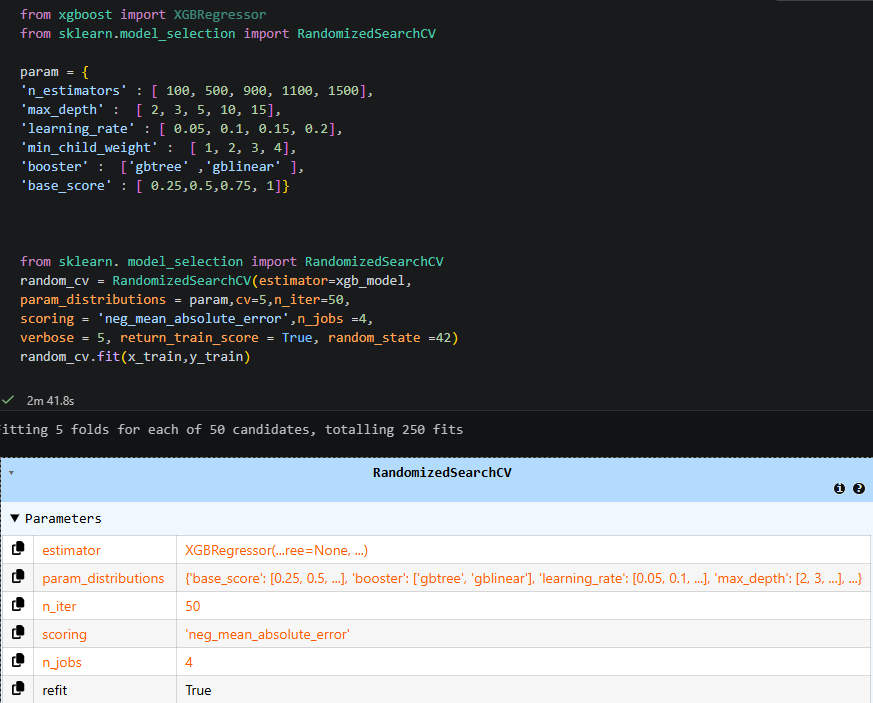 from xgboost import XGBRegressor
from sklearn.model_selection import RandomizedSearchCV
param = {
'n_estimators' : [ 100, 500, 900, 1100, 1500],
'max_depth' :  [ 2, 3, 5, 10, 15],
'learning_rate' : [ 0.05, 0.1, 0.15, 0.2],
'min_child_weight' :  [ 1, 2, 3, 4],
'booster' :  ['gbtree' ,'gblinear' ],
'base_score' : [ 0.25,0.5,0.75, 1]}
from sklearn. model_selection import RandomizedSearchCV
random_cv = RandomizedSearchCV(estimator=xgb_model,
param_distributions = param,cv=5,n_iter=50,
scoring = 'neg_mean_absolute_error',n_jobs =4,
verbose = 5, return_train_score = True, random_state =42)
random_cv.fit(x_train,y_train)
2m 41.8s
itting 5 folds for each of 50 candidates, totalling 250 fits
RandomizedSearchCV
i ?
Parameters
estimator XGBRegressor(...ree=None, ...)
param_distributions {'base_score': [0.25, 0.5, ...], 'booster': ['gbtree', 'gblinear'], 'learning_rate': [0.05, 0.1, ...], 'max_depth': [2, 3, ...], ...}
n_iter 50
scoring 'neg_mean_absolute_error'
n_jobs 4
refit True